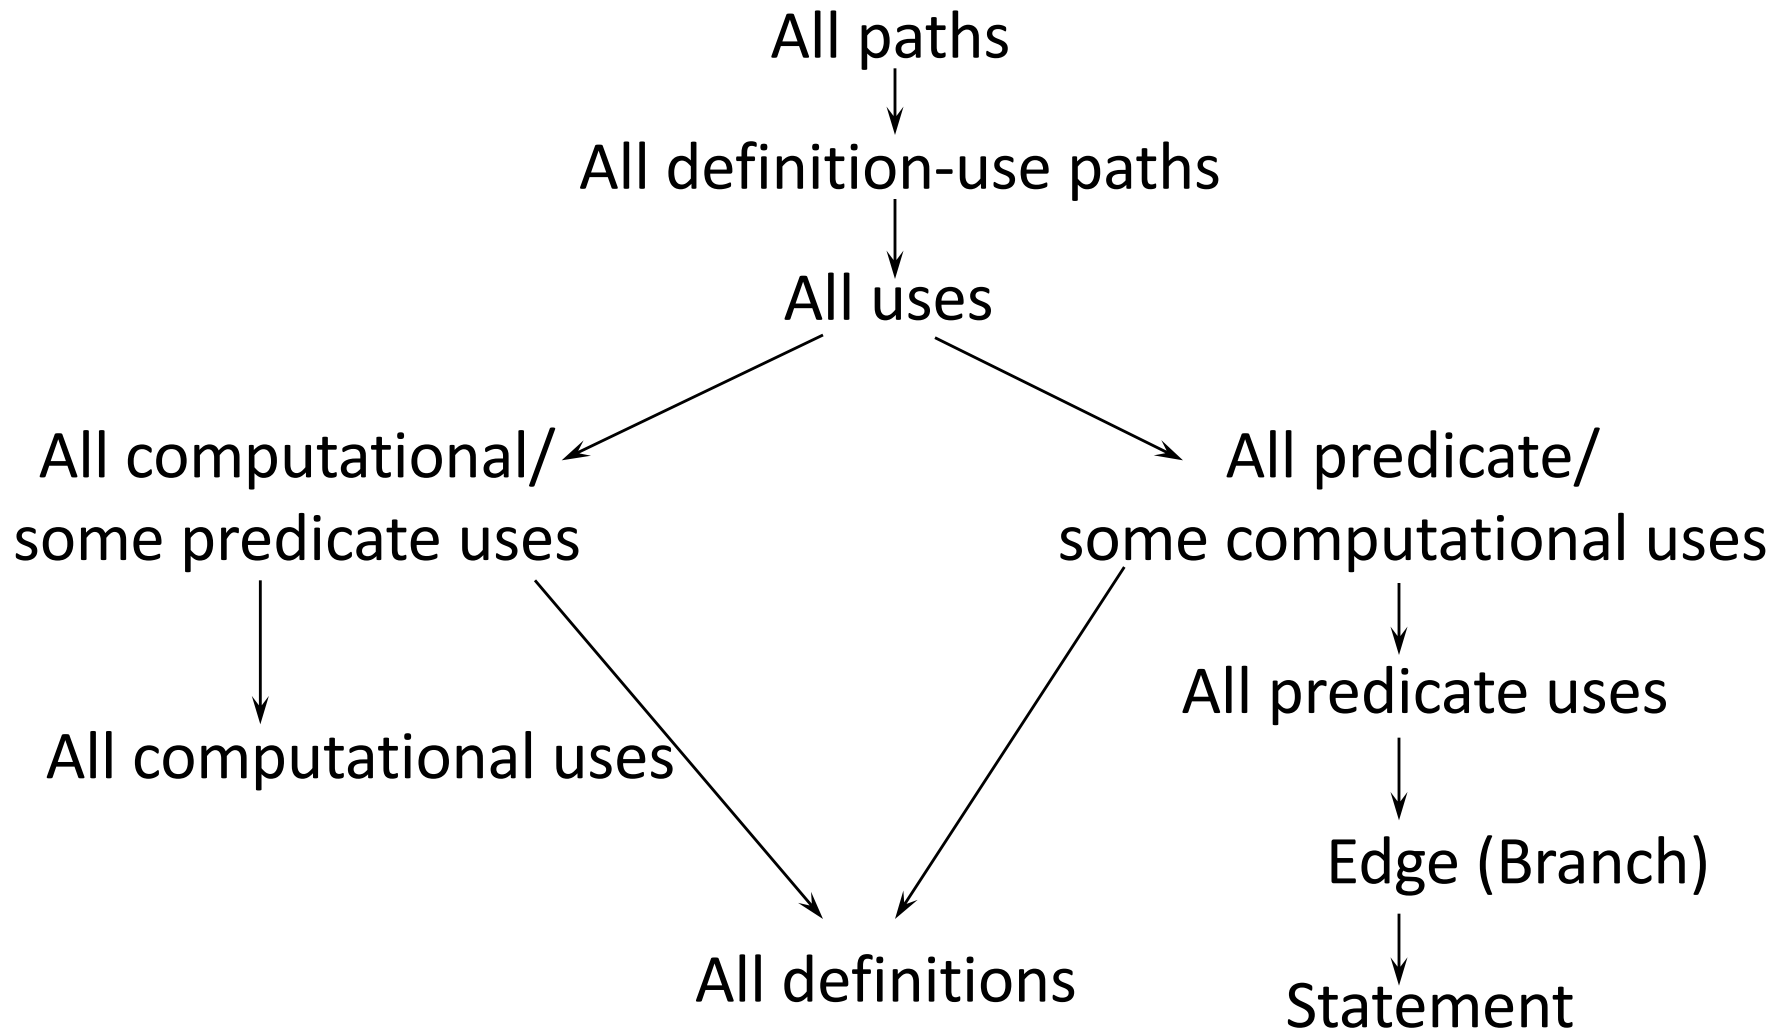 All paths
All definition-use paths
All uses
All computational/
some predicate uses
All predicate/
some computational uses
All predicate uses
All computational uses
Edge (Branch)
All definitions
Statement